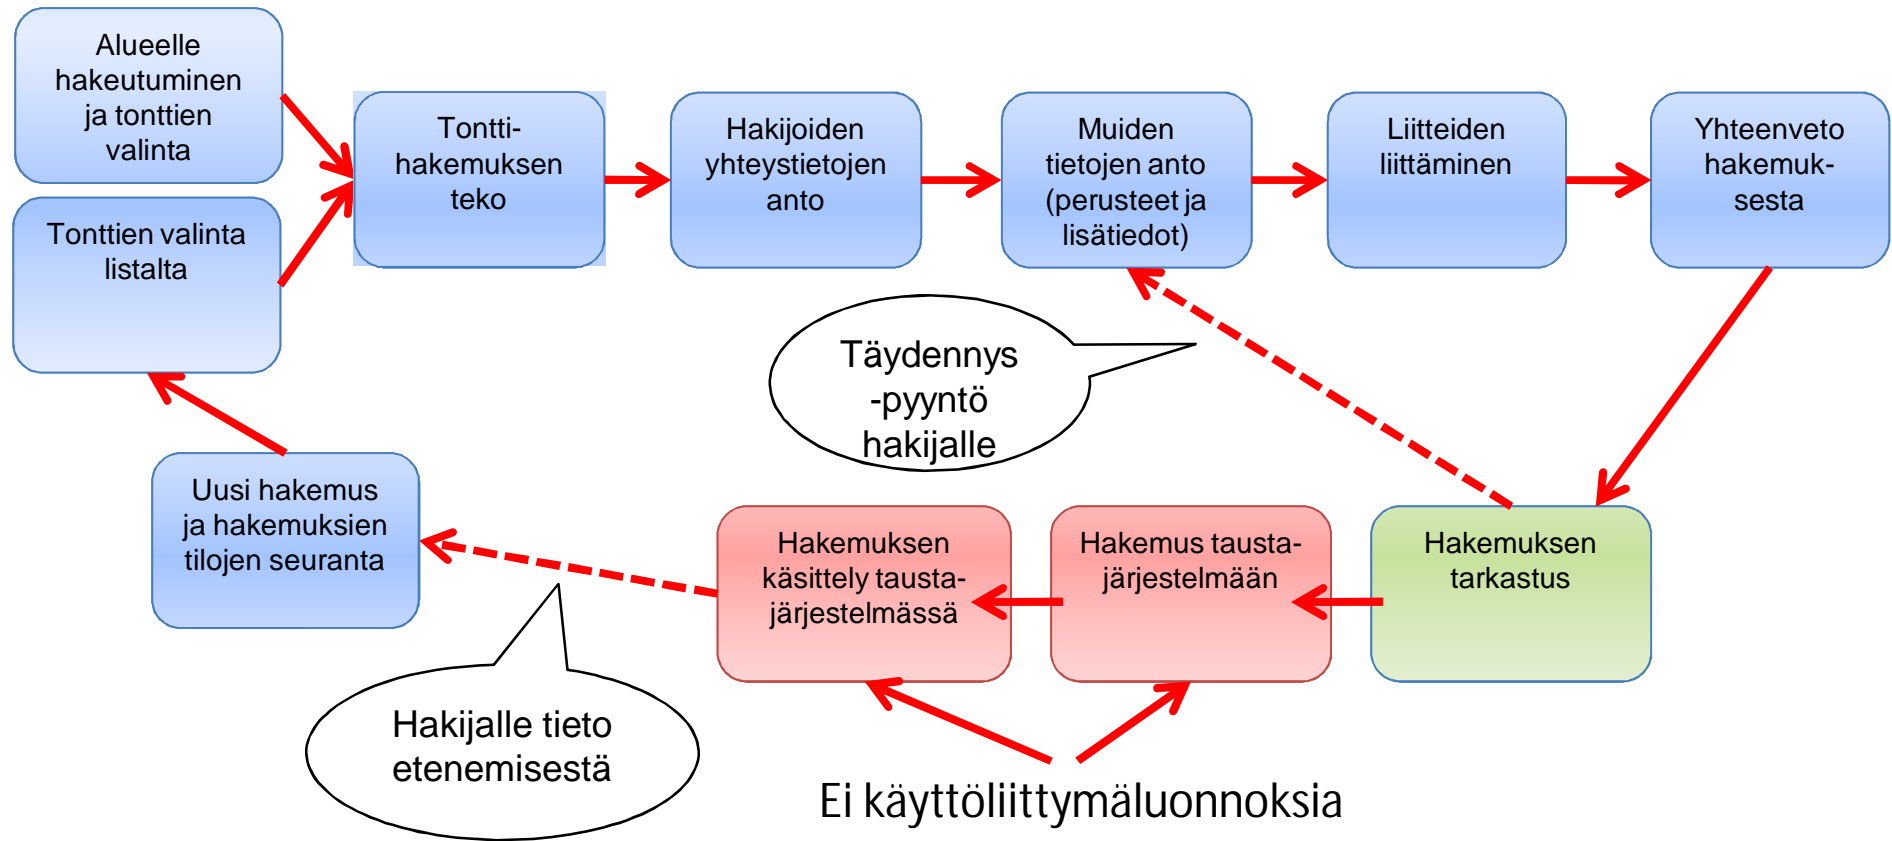 Alueelle
hakeutuminen
ja tonttien
valinta
Tonttien valinta
listalta
Tontti-
hakemuksen
teko
Hakijoiden
yhteystietojen
anto
Muiden
tietojen anto
(perusteet ja
lisätiedot)
Liitteiden
liittäminen
Yhteenveto
hakemuk-
sesta
Täydennys
-pyyntö
hakijalle
Uusi hakemus
ja hakemuksien
tilojen seuranta
Hakemuksen
käsittely tausta-
järjestelmässä
Hakemus tausta-
järjestelmään
Hakemuksen
tarkastus
Hakijalle tieto
etenemisestä
Ei käyttöliittymäluonnoksia